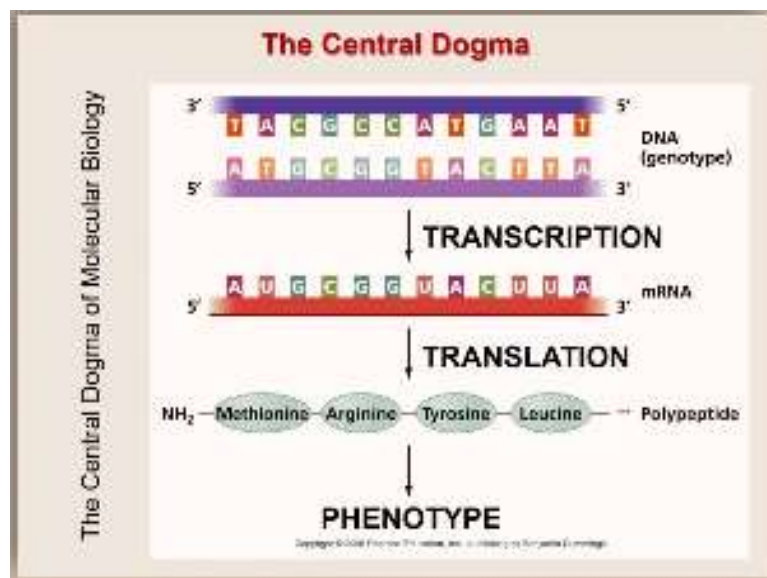 The Central Dogma
The Central Dogma of Molecular Biology
3' 5'
T A C G C C A T G A A T
DNA
(genotype)
A T G C G G T A C T T A
5' 3'
TRANSCRIPTION
A U G C G G U A C U U A
mRNA
5' 3'
TRANSLATION
NH2 Methionine Arginine Tyrosine Leucine Polypeptide
PHENOTYPE
Copyright ©